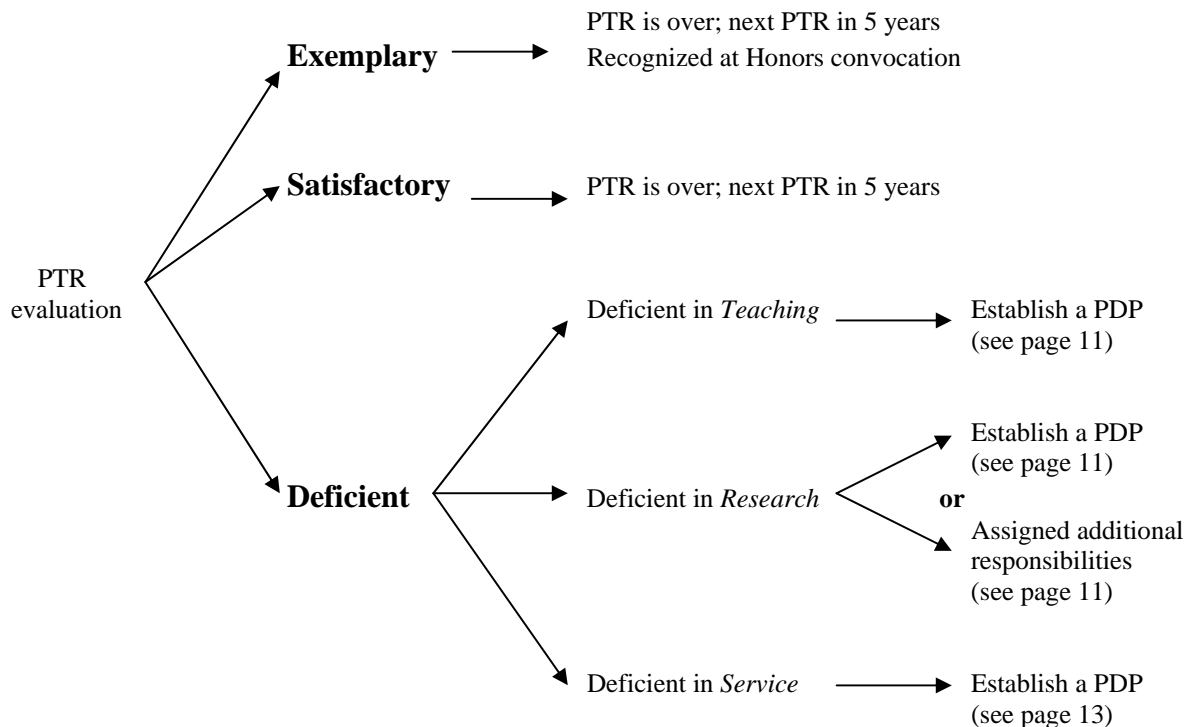 PTR is over; next PTR in 5 years
Exemplary
Recognized at Honors convocation
Satisfactory
PTR is over; next PTR in 5 years
PTR
evaluation
Deficient in Teaching
Establish a PDP
(see page 11)
Establish a PDP
(see page 11)
Deficient
Deficient in Research
or
Assigned additional
responsibilities
(see page 11)
Deficient in Service
Establish a PDP
(see page 13)